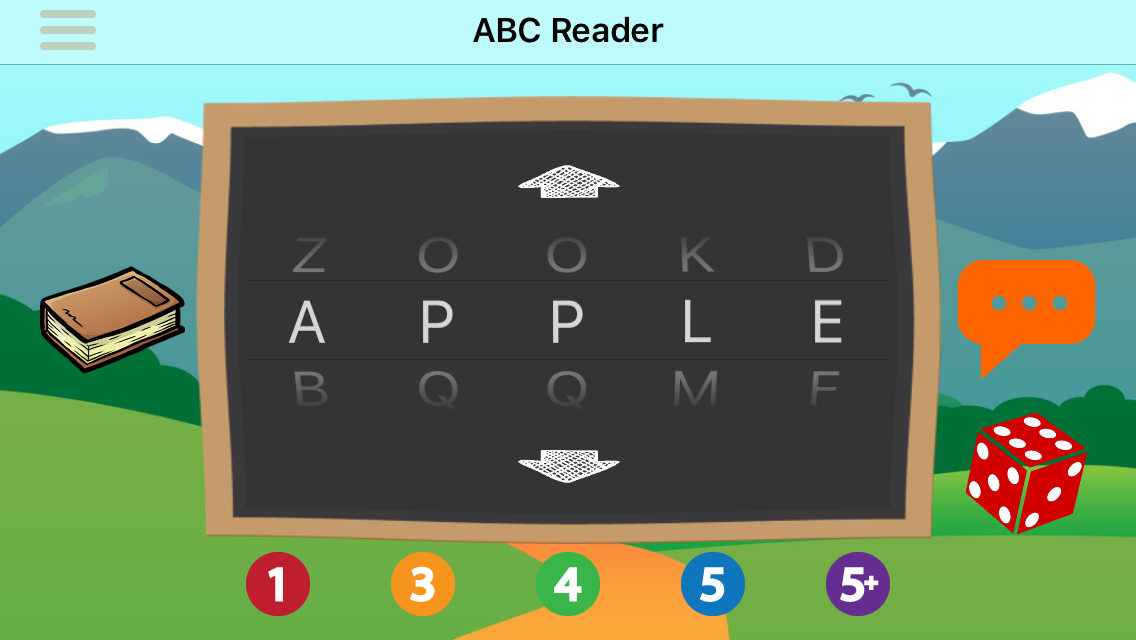 ABC Reader
Z O O K D
A P P L E
B Q Q M F
1 3 4 5 5+